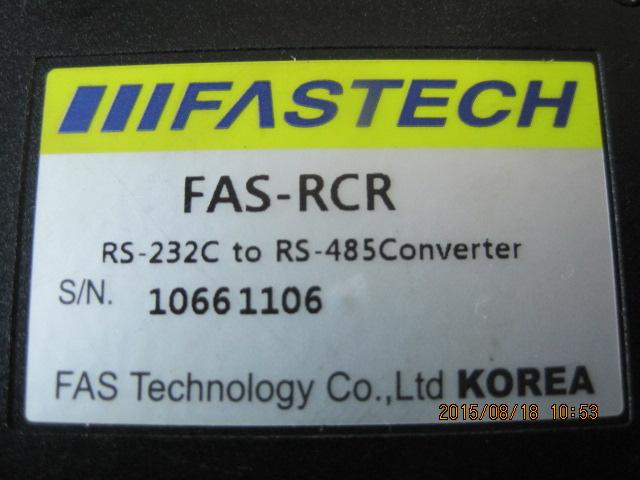 FASTECH
FAS-RCR
RS-232C to RS-485Converter
S/N. 10661106
FAS Technology Co.,Ltd KOREA
2015/08/18 10:53